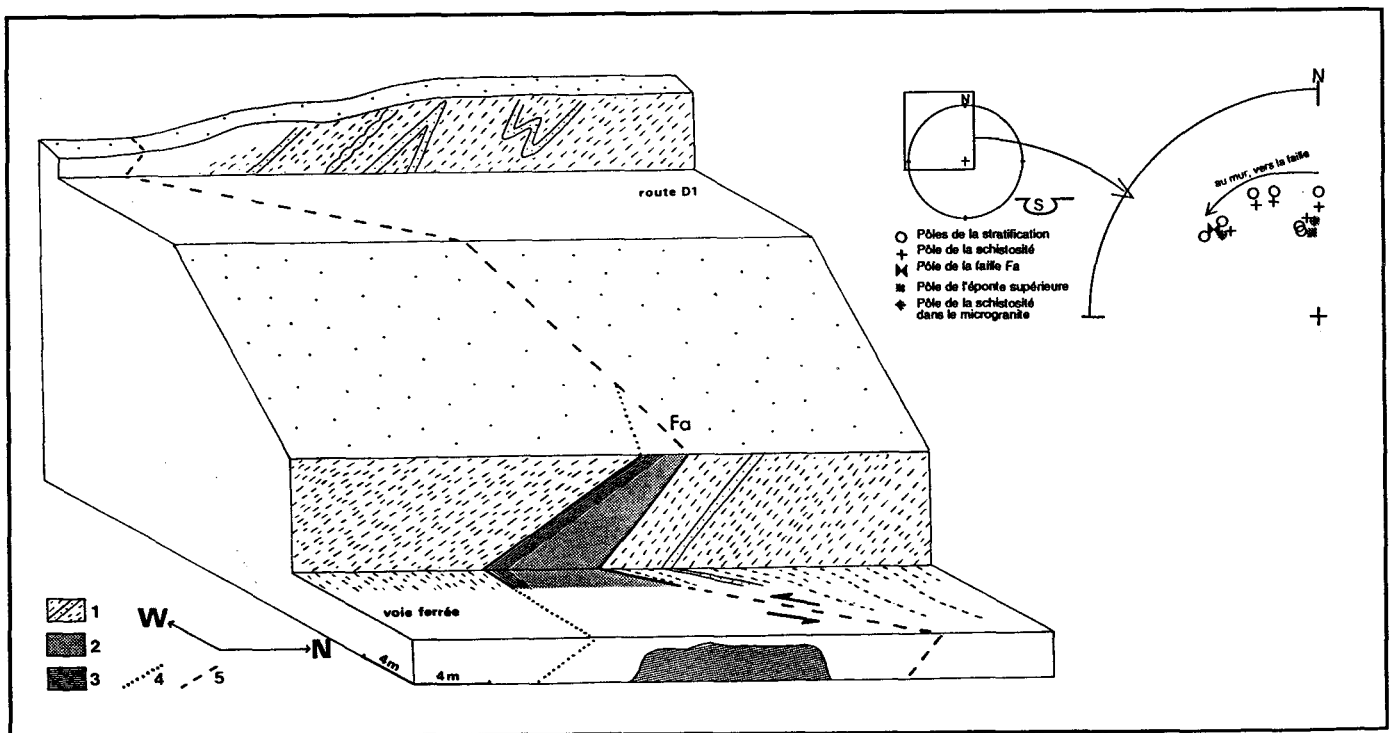 route D1
Fa
voie ferrée
1
2
3
4
5
W
N
4m
4m
N
S
Pôles de la stratification
Pôle de la schistosité
Pôle de la faille Fa
Pôle de l'éponte supérieure
Pôle de la schistosité
dans le microgranite
N
au mur, vers la faille